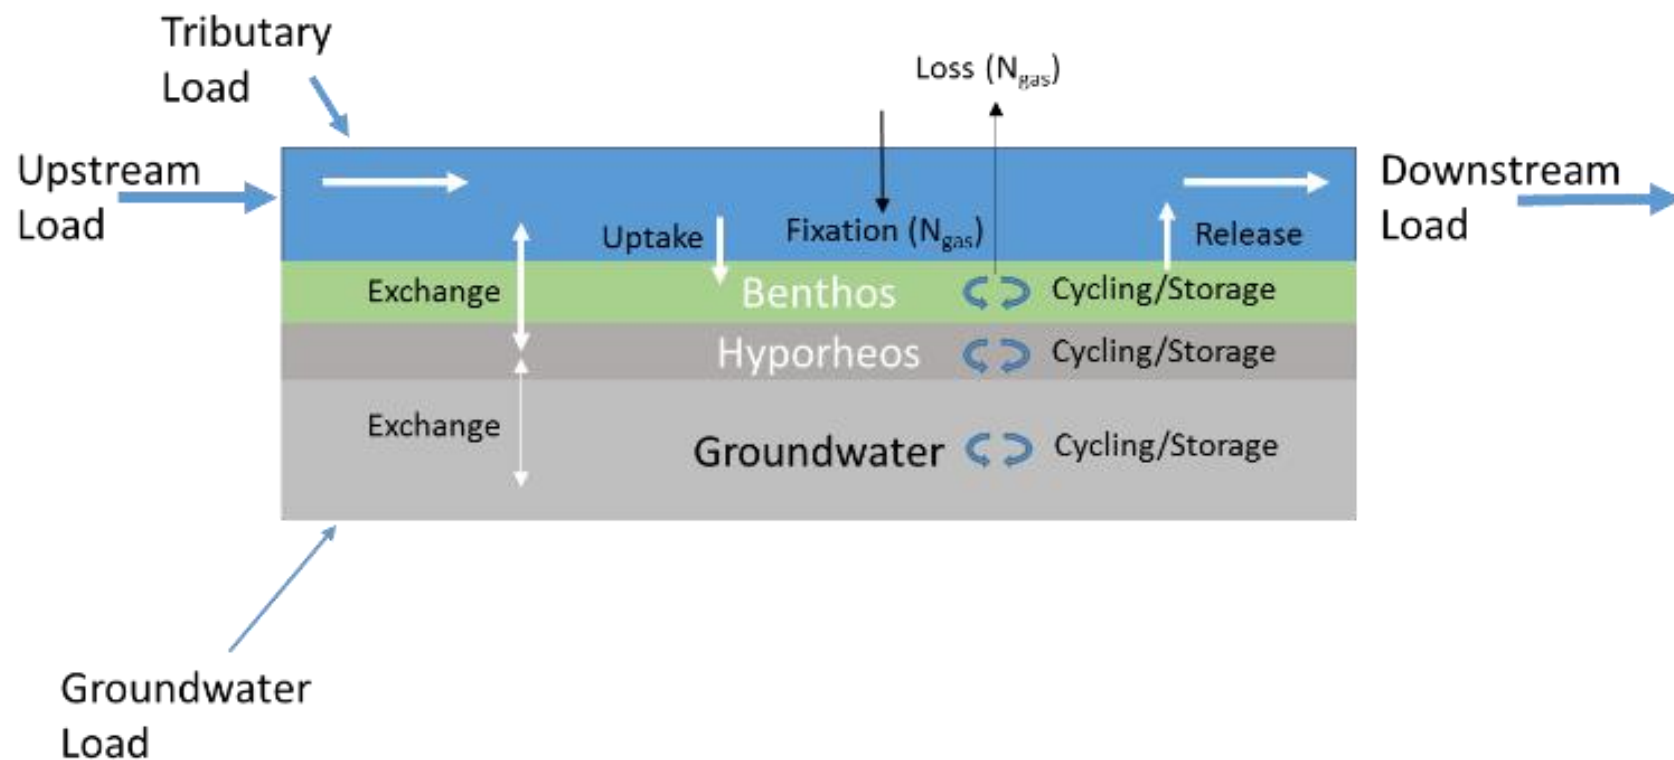 Tributary
Load
Loss (Ngas)
Upstream
Load
Downstream
Load
Uptake
Fixation (Ngas)
Release
Exchange
Benthos
Cycling/Storage
Hyporheos
Cycling/Storage
Exchange
Groundwater
Cycling/Storage
Groundwater
Load